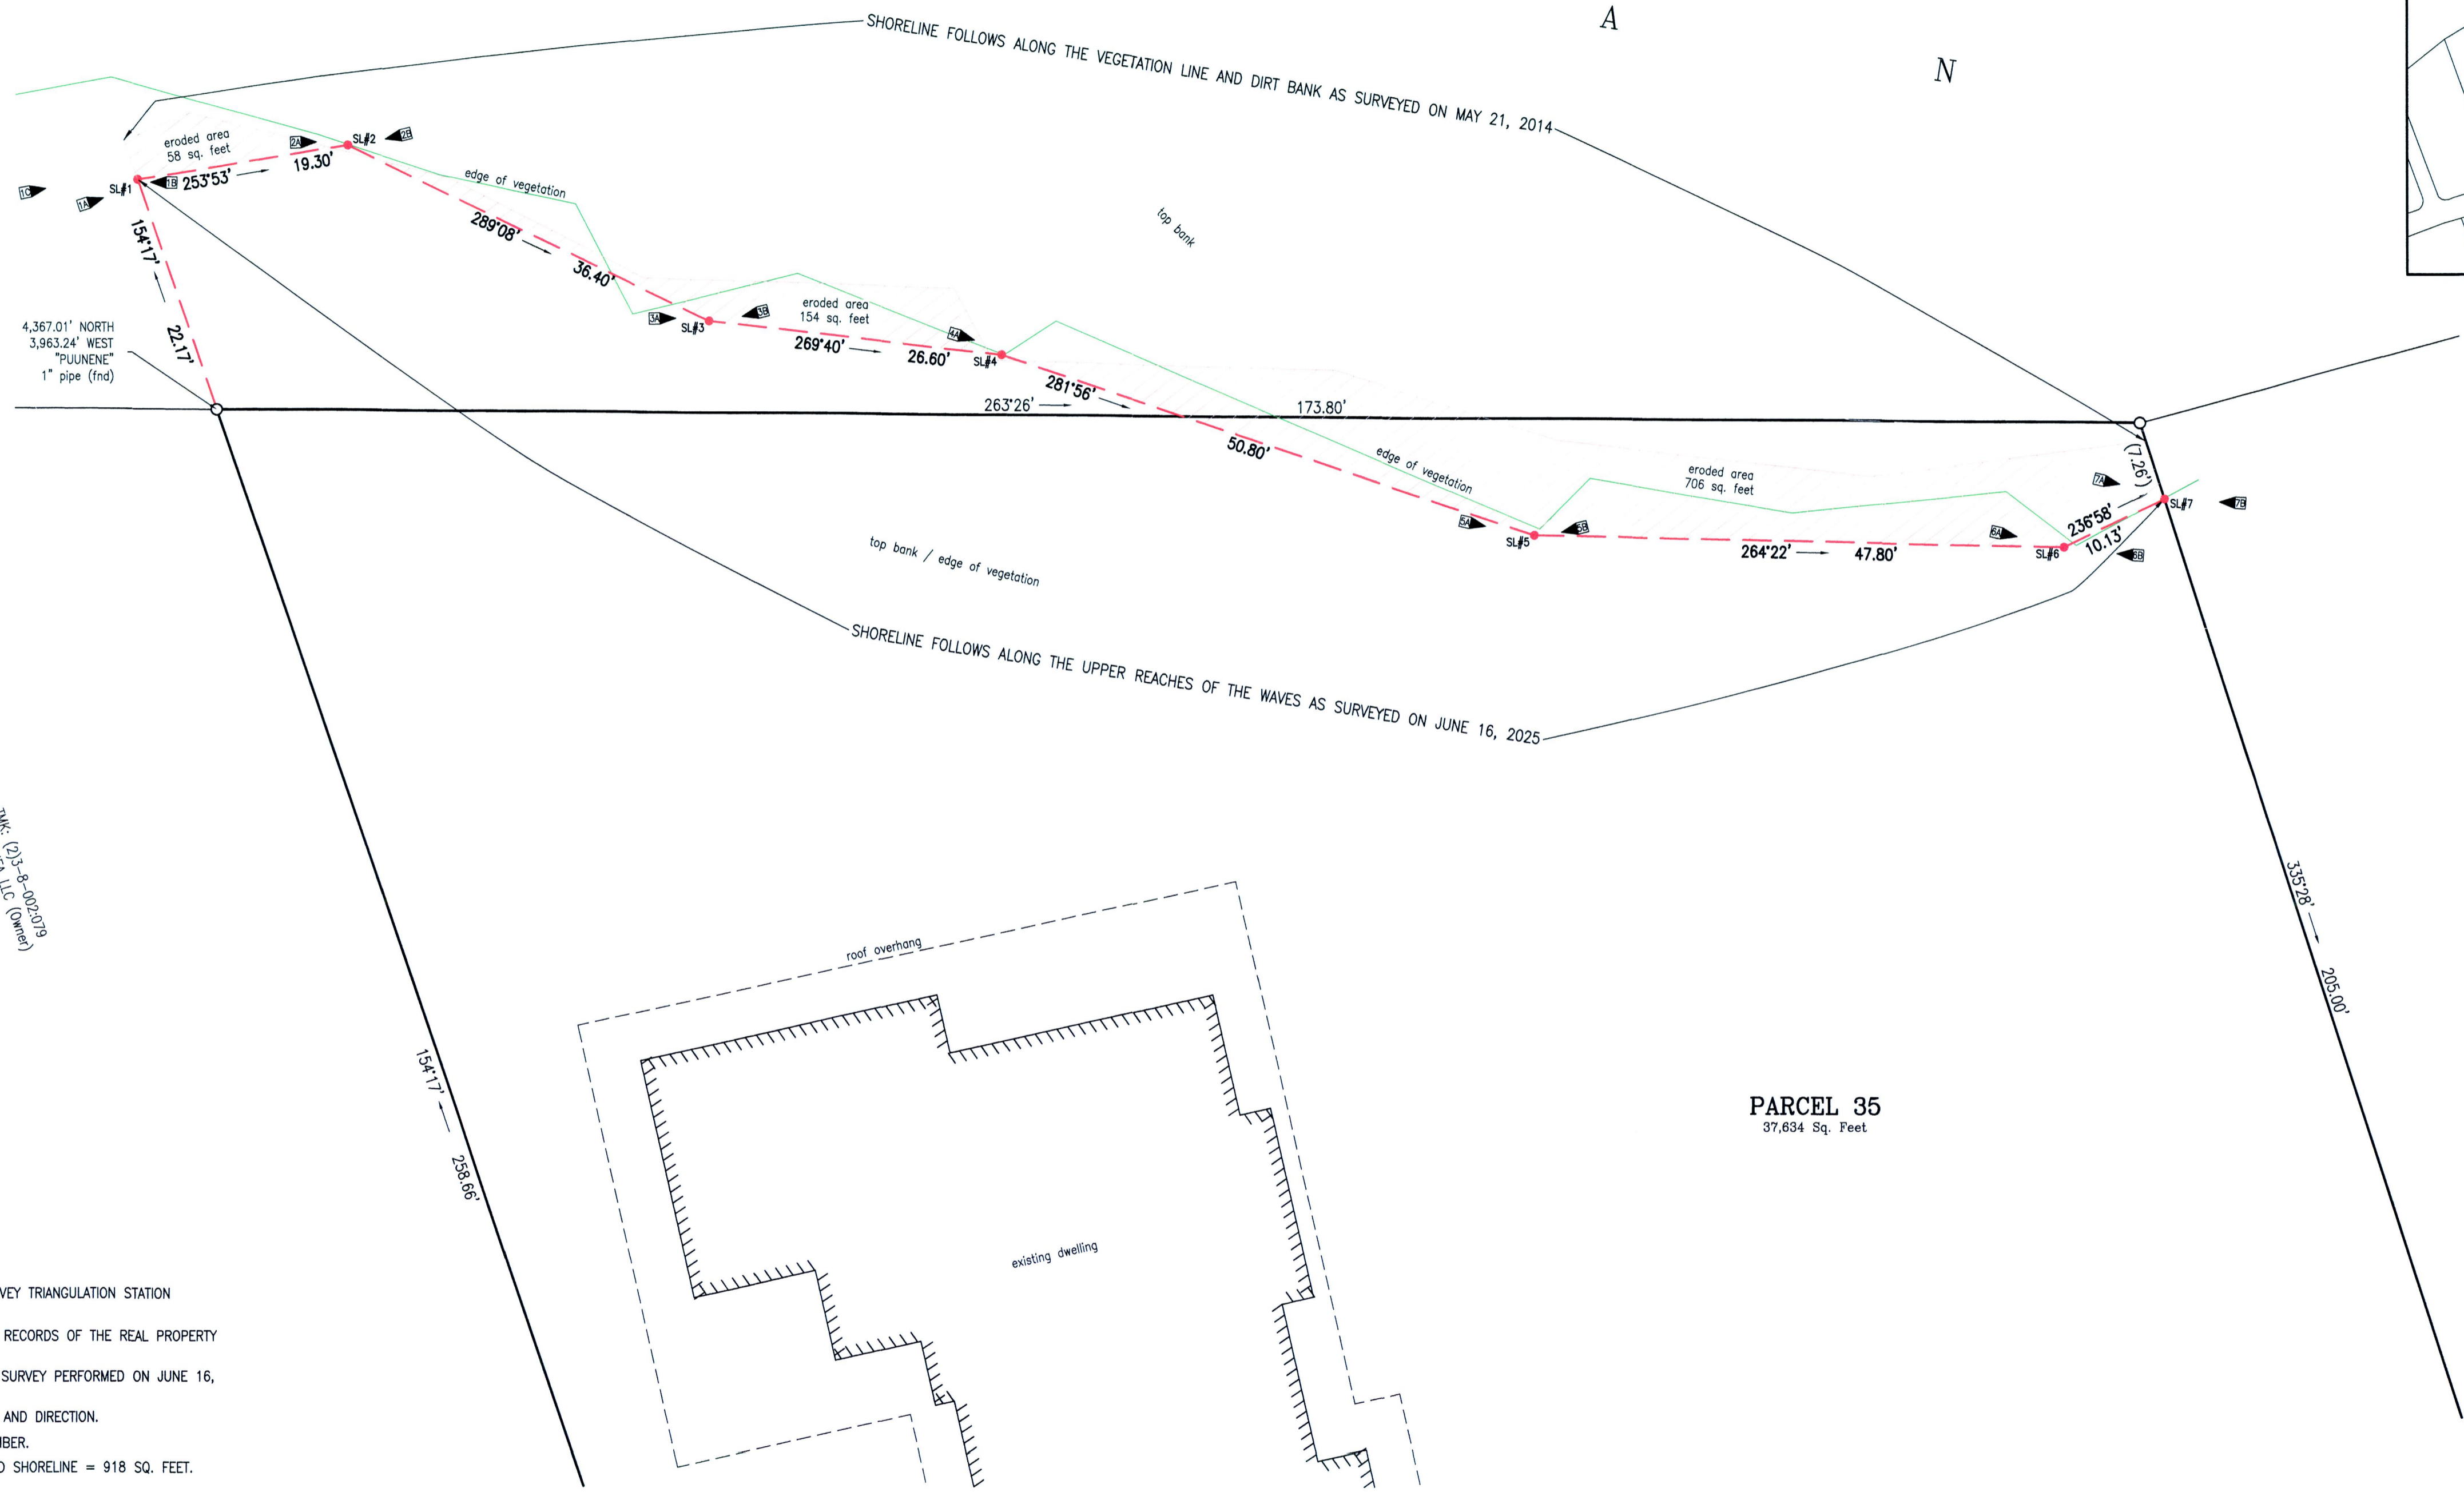 A
N
SHORELINE FOLLOWS ALONG THE VEGETATION LINE AND DIRT BANK AS SURVEYED ON MAY 21, 2014
eroded area
58 sq. feet
2A
SL#2
2B
19.30'
253°53'
1B
SL#1
1C
1A
edge of vegetation
289°08'
36.40'
top bank
154°17'
22.17'
4,367.01' NORTH
3,963.24' WEST
"PUUNENE"
1" pipe (fnd)
3A
SL#3
3B
eroded area
154 sq. feet
269°40'
26.60'
4A
SL#4
281°56'
50.80'
263°26'
173.80'
edge of vegetation
eroded area
706 sq. feet
5A
SL#5
5B
264°22'
47.80'
6A
SL#6
6B
236°58'
10.13'
(7.26')
7A
SL#7
7B
top bank / edge of vegetation
SHORELINE FOLLOWS ALONG THE UPPER REACHES OF THE WAVES AS SURVEYED ON JUNE 16, 2025
TMK: (2)3-8-002:079
LLC (Owner)
335°28'
205.00'
roof overhang
existing dwelling
154°17'
258.66'
PARCEL 35
37,634 Sq. Feet
VEY TRIANGULATION STATION
RECORDS OF THE REAL PROPERTY
SURVEY PERFORMED ON JUNE 16,
AND DIRECTION.
BER.
SHORELINE = 918 SQ. FEET.